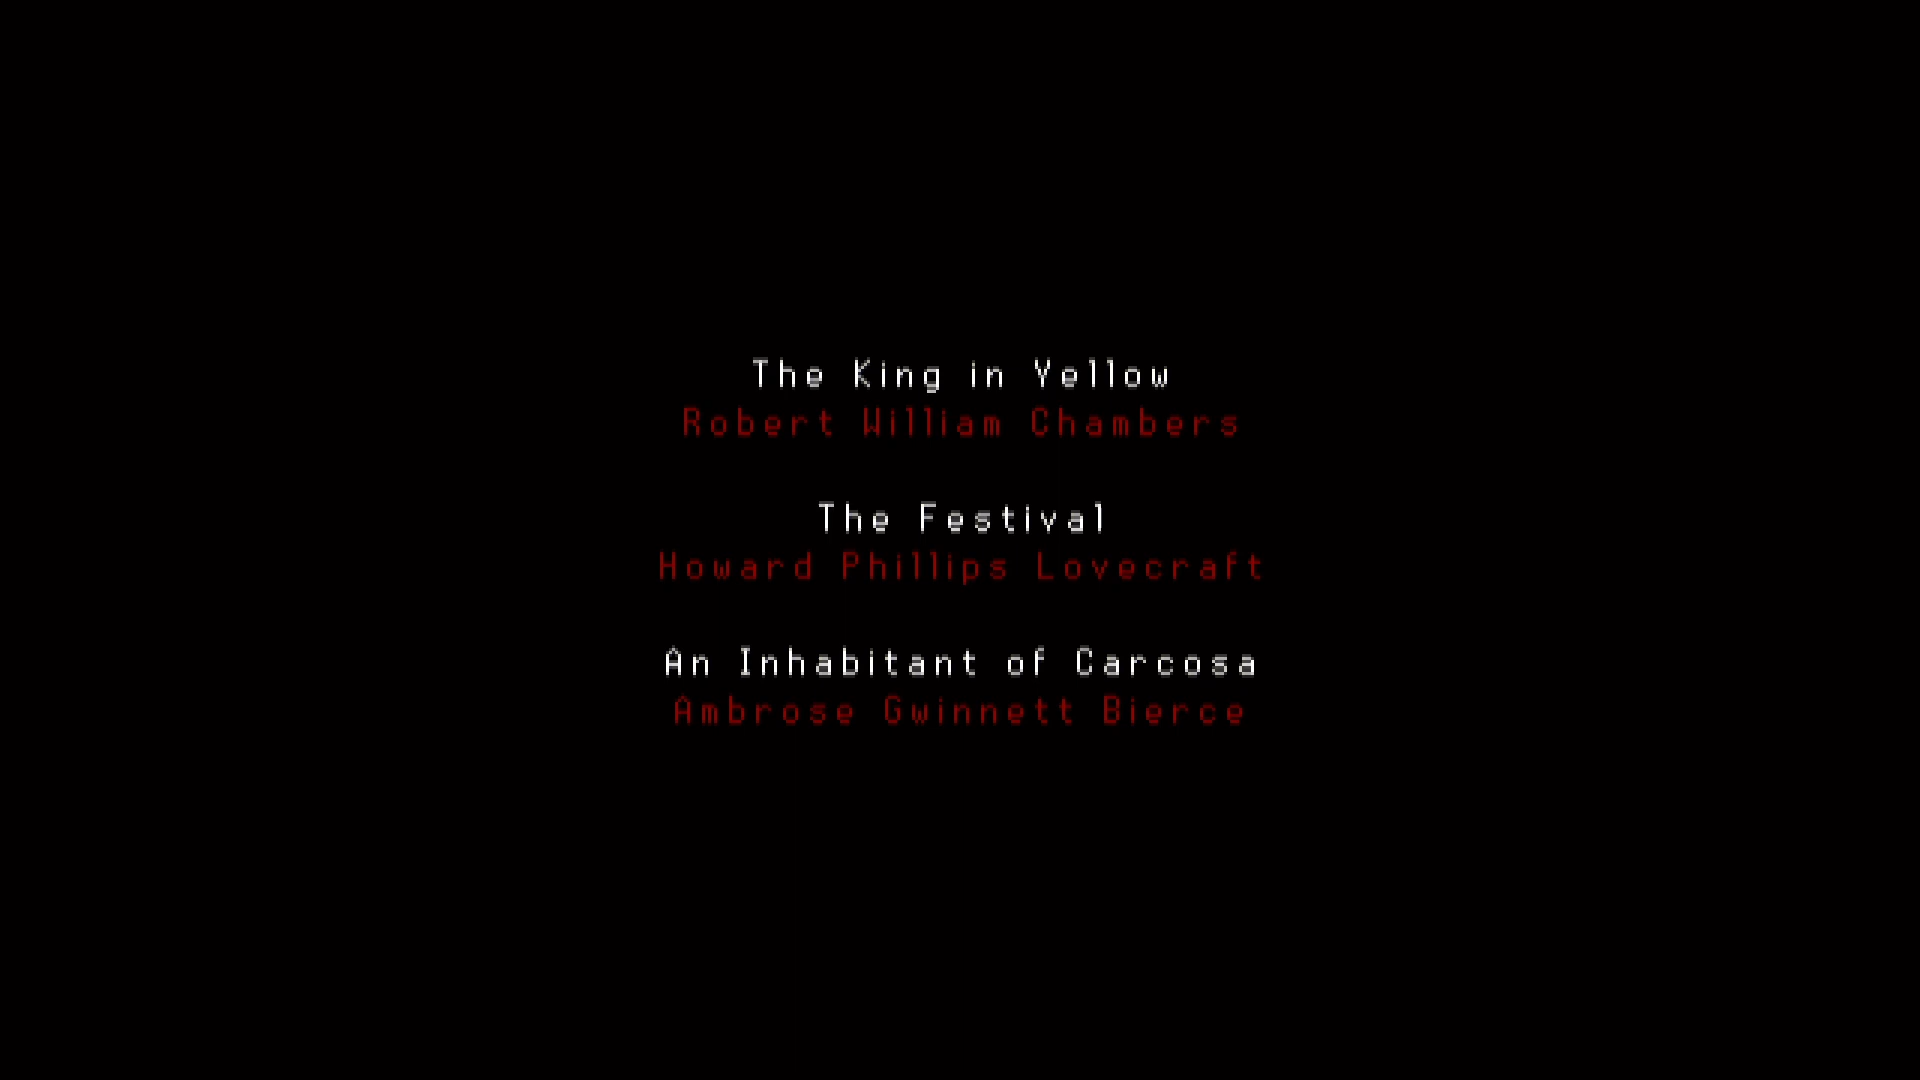 The King in Yellow
Robert William Chambers
The Festival
Howard Phillips Lovecraft
An Inhabitant of Carcosa
Ambrose Gwinnett Bierce